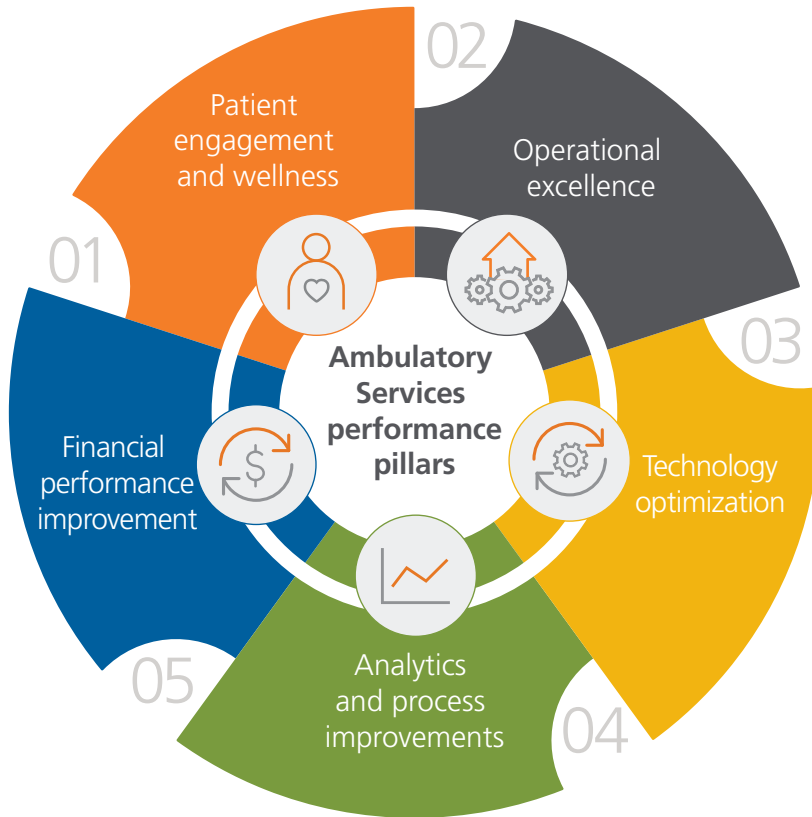 Ambulatory
Services
performance
pillars
01
Patient
engagement
and wellness
02
Operational
excellence
03
Technology
optimization
04
Analytics
and process
improvements
05
Financial
performance
improvement
$